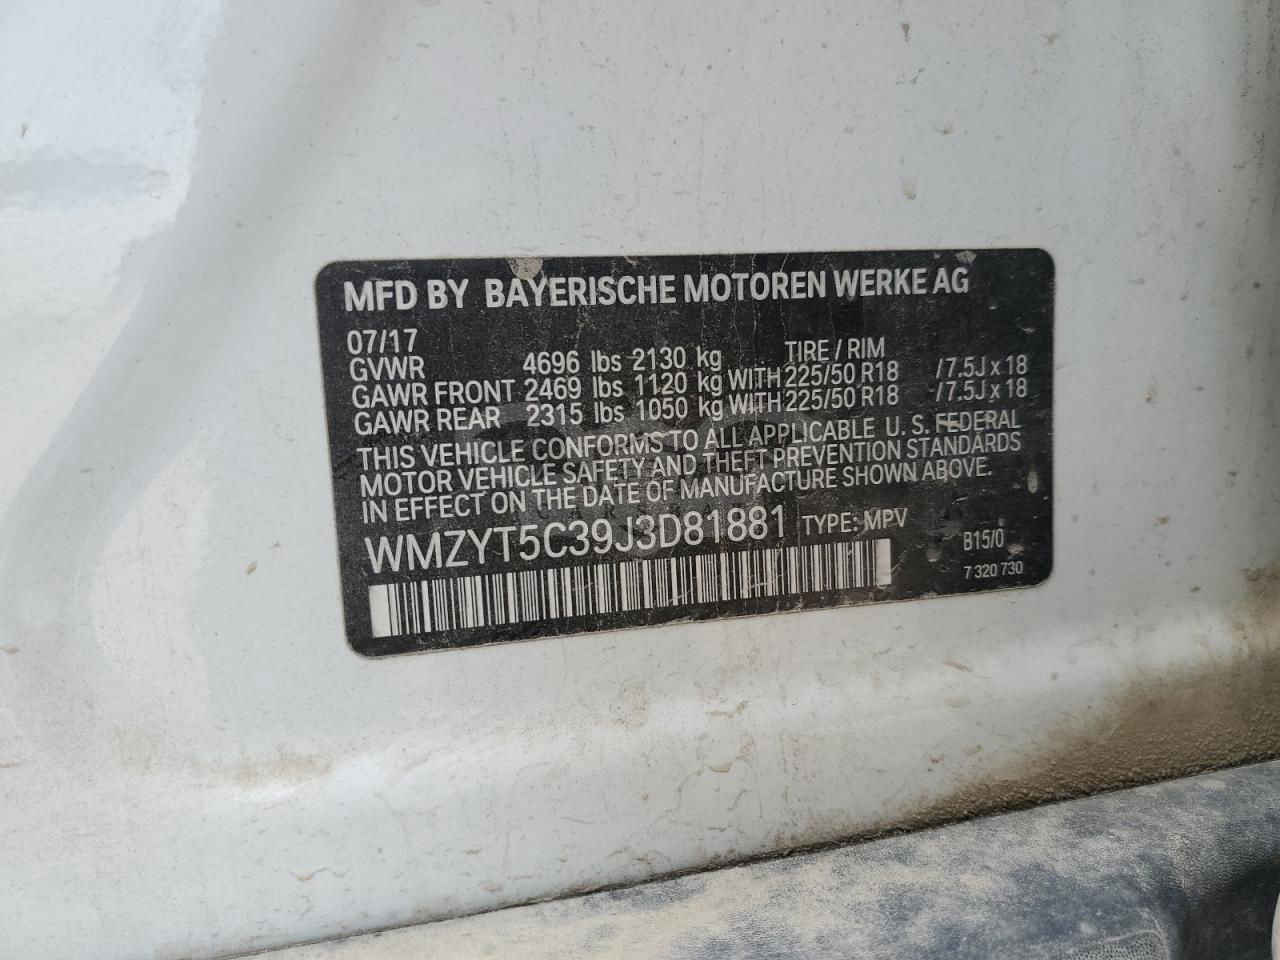 MFD BY BAYERISCHE MOTOREN WERKE AG
07/17 TIRE / RIM
GVWR 4696 lbs 2130 kg
GAWR FRONT 2469 lbs 1120 kg WITH 225/50 R18 / 7.5J x 18
GAWR REAR 2315 lbs 1050 kg WITH 225/50 R18 / 7.5J x 18
THIS VEHICLE CONFORMS TO ALL APPLICABLE U. S. FEDERAL
MOTOR VEHICLE SAFETY AND THEFT PREVENTION STANDARDS
IN EFFECT ON THE DATE OF MANUFACTURE SHOWN ABOVE.
WMZYT5C39J3D81881 TYPE: MPV
B15/0
7 320 730